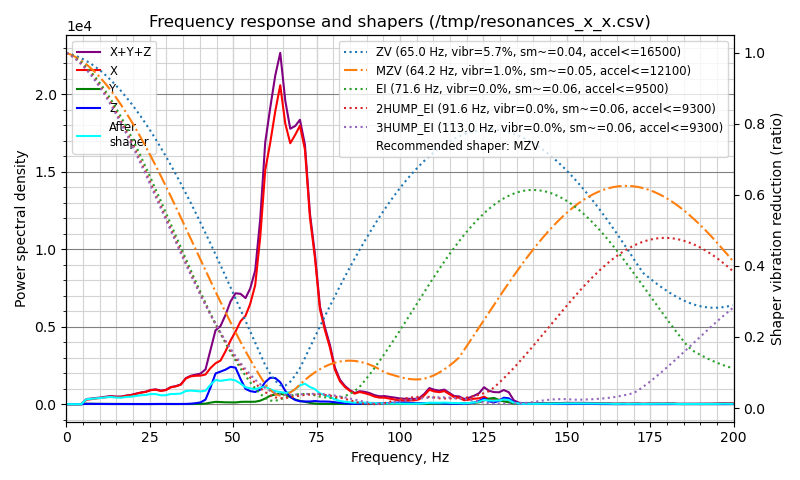 Frequency response and shapers (/tmp/resonances_x_x.csv)
1e4
X+Y+Z
X
Y
Z
After
shaper
ZV (65.0 Hz, vibr=5.7%, sm~=0.04, accel<=16500)
MZV (64.2 Hz, vibr=1.0%, sm~=0.05, accel<=12100)
EI (71.6 Hz, vibr=0.0%, sm~=0.06, accel<=9500)
2HUMP_EI (91.6 Hz, vibr=0.0%, sm~=0.06, accel<=9300)
3HUMP_EI (113.0 Hz, vibr=0.0%, sm~=0.06, accel<=9300)
Recommended shaper: MZV
Power spectral density
2.0
1.5
1.0
0.5
0.0
1.0
0.8
0.6
0.4
0.2
0.0
Shaper vibration reduction (ratio)
0 25 50 75 100 125 150 175 200
Frequency, Hz